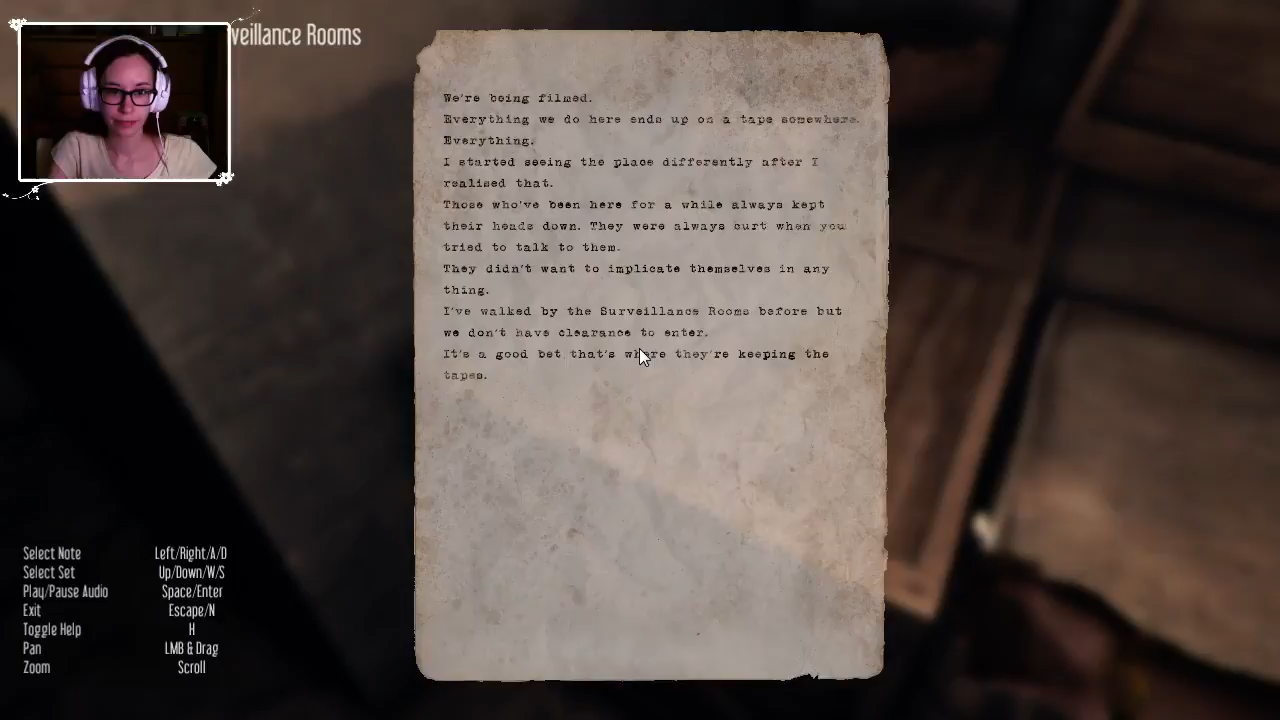 veillance Rooms
We're being filmed.
Everything we do here ends up on a tape somewhere.
Everything.
I started seeing the place differently after I
realised that.
Those who've been here for a while always kept
their heads down. They were always curt when you
tried to talk to them.
They didn't want to implicate themselves in any
thing.
I've walked by the Surveillance Rooms before but
we don't have clearance to enter.
It's a good bet that's where they're keeping the
tapes.
Select Note Left/Right/A/D
Select Set Up/Down/W/S
Play/Pause Audio Space/Enter
Exit Escape/N
Toggle Help H
Pan LMB & Drag
Zoom Scroll